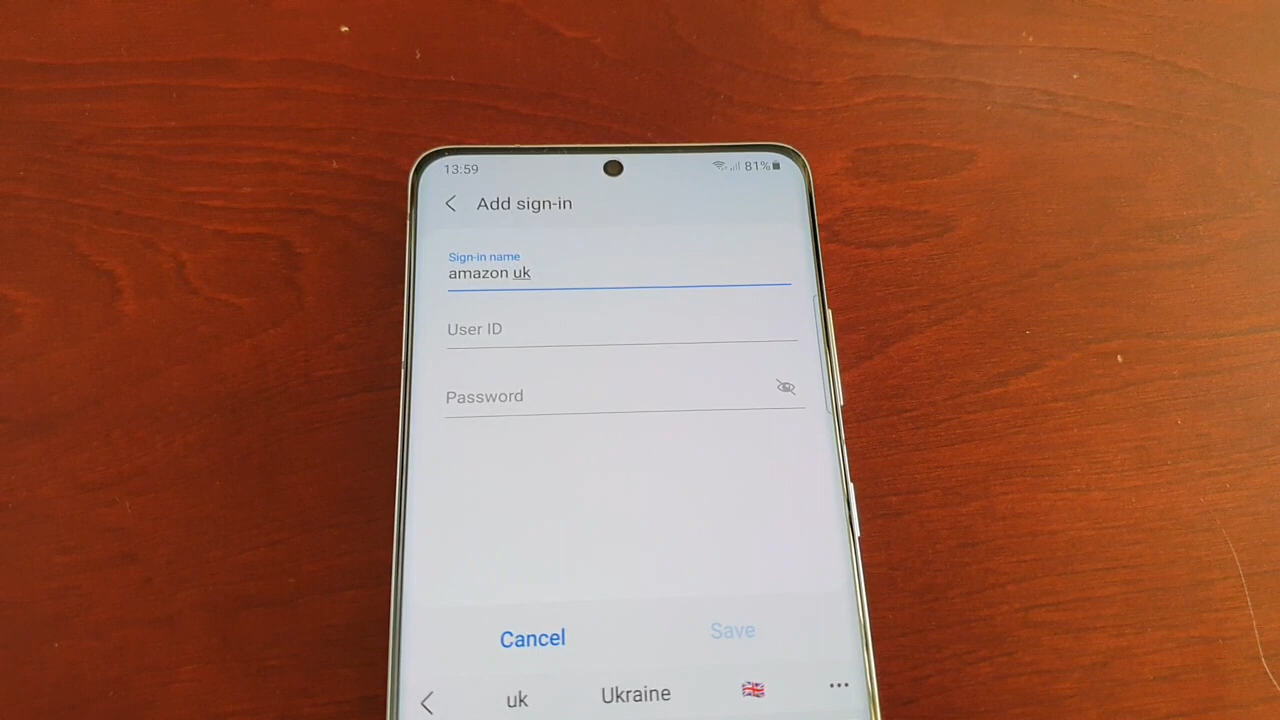 13:59 81%
Add sign-in
Sign-in name
amazon uk
User ID
Password
Cancel Save
uk Ukraine 🇬🇧 ...